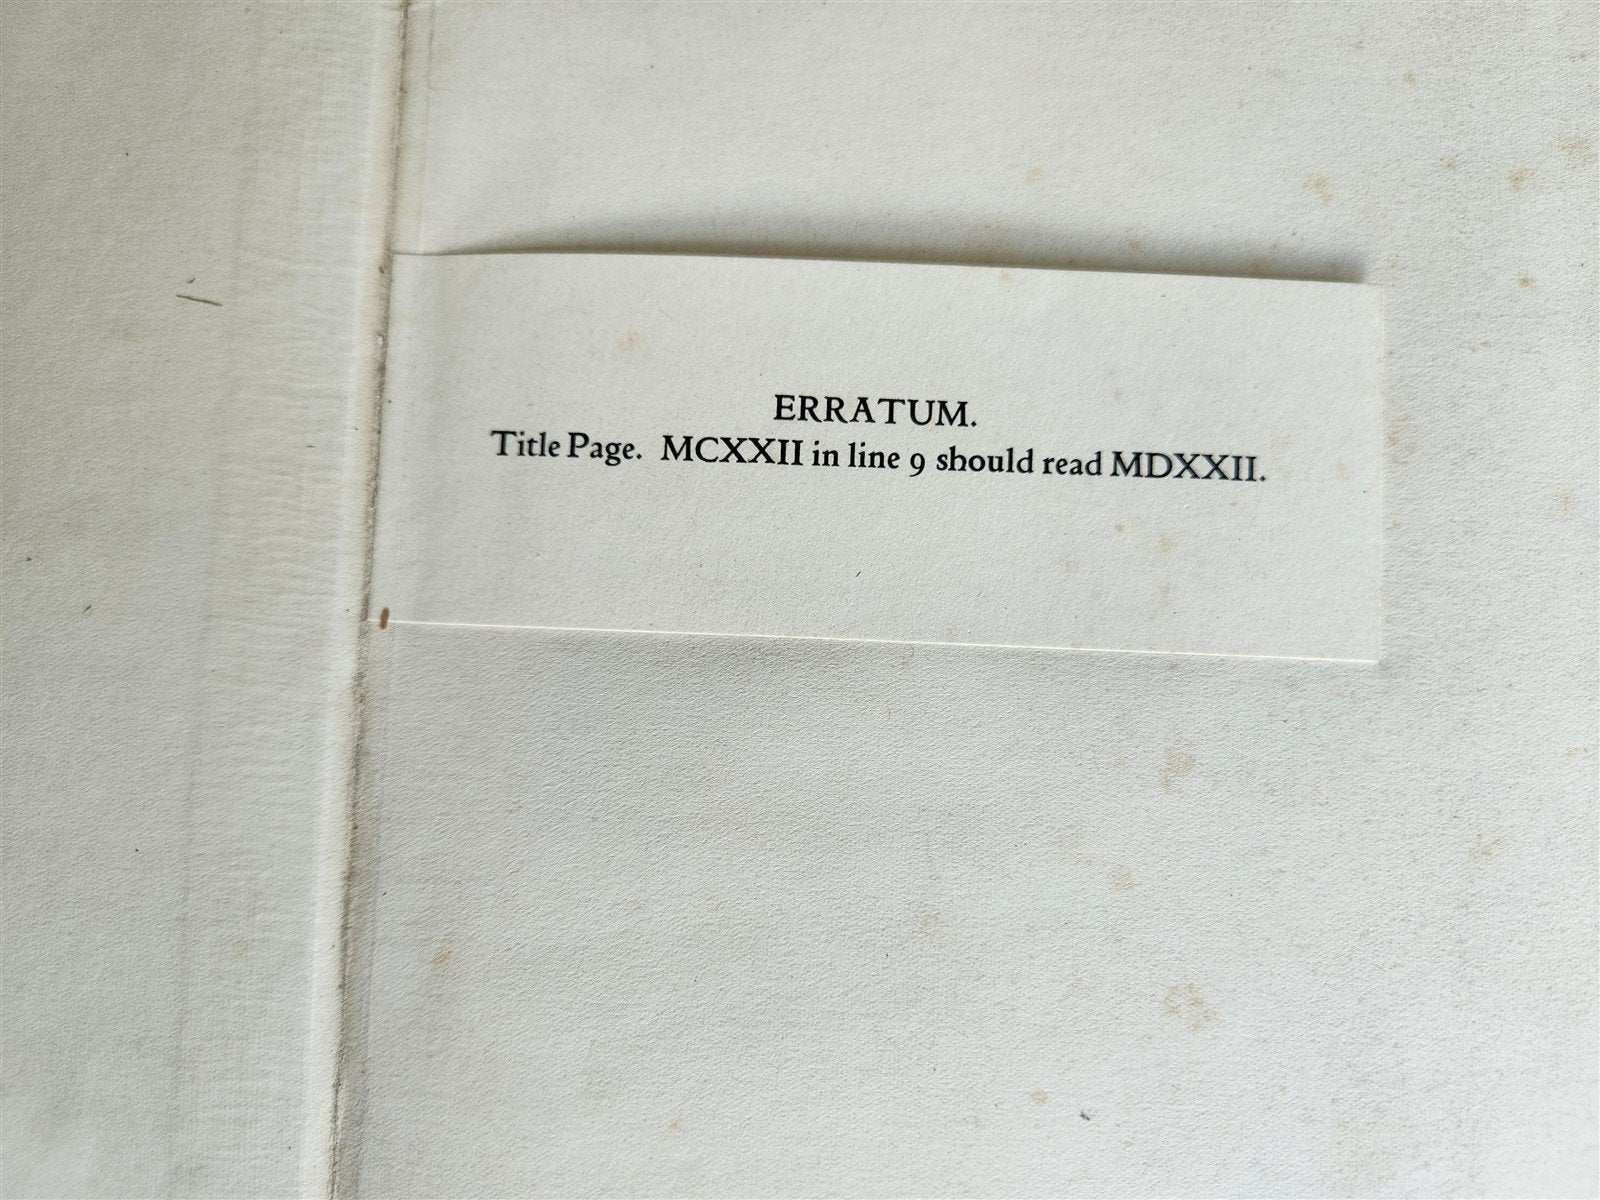 ERRATUM.
Title Page. MCXXII in line 9 should read MDXXII.